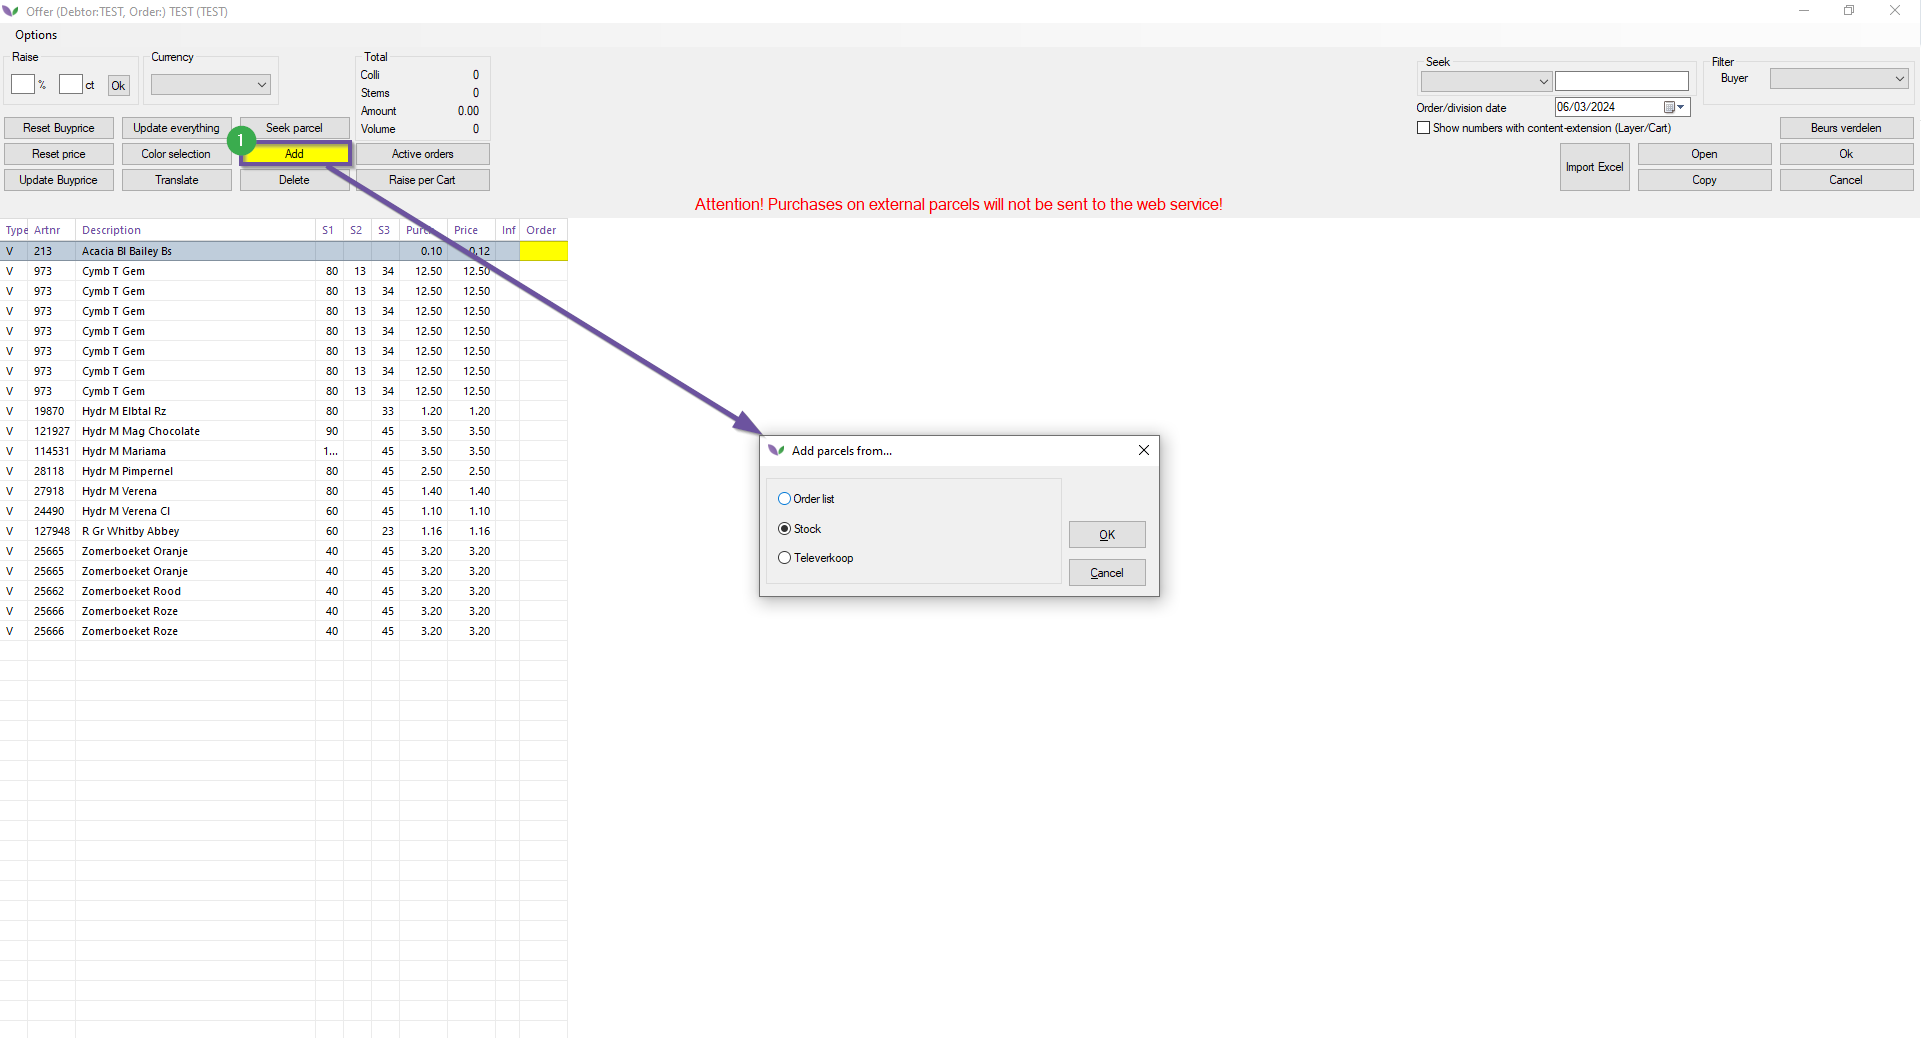 Offer (Debtor:TEST, Order:) TEST (TEST)
Options
Raise
% ct Ok
Currency
Total
Colli 0
Stems 0
Amount 0.00
Volume 0
Seek
Filter
Buyer
Order/division date 06/03/2024
Show numbers with content-extension (Layer/Cart)
Reset Buyprice Update everything Seek parcel
1
Reset price Color selection Add Active orders
Update Buyprice Translate Delete Raise per Cart
Import Excel
Beurs verdelen
Open Ok
Copy Cancel
Attention! Purchases on external parcels will not be sent to the web service!
Type Artnr Description S1 S2 S3 Price Inf Order
V 213 Acacia Bl Bailey Bs 0.10 0.12
V 973 Cymb T Gem 80 13 34 12.50 12.50
V 973 Cymb T Gem 80 13 34 12.50 12.50
V 973 Cymb T Gem 80 13 34 12.50 12.50
V 973 Cymb T Gem 80 13 34 12.50 12.50
V 973 Cymb T Gem 80 13 34 12.50 12.50
V 973 Cymb T Gem 80 13 34 12.50 12.50
V 973 Cymb T Gem 80 13 34 12.50 12.50
V 19870 Hydr M Elbtal Rz 80 33 1.20 1.20
V 121927 Hydr M Mag Chocolate 90 45 3.50 3.50
V 114531 Hydr M Mariama 1... 45 3.50 3.50
V 28118 Hydr M Pimpernel 80 45 2.50 2.50
V 27918 Hydr M Verena 80 45 1.40 1.40
V 24490 Hydr M Verena Cl 60 45 1.10 1.10
V 127948 R Gr Whitby Abbey 60 23 1.16 1.16
V 25665 Zomerboeket Oranje 40 45 3.20 3.20
V 25665 Zomerboeket Oranje 40 45 3.20 3.20
V 25662 Zomerboeket Rood 40 45 3.20 3.20
V 25666 Zomerboeket Roze 40 45 3.20 3.20
V 25666 Zomerboeket Roze 40 45 3.20 3.20
Add parcels from...
Order list
Stock
Televerkoop
OK
Cancel